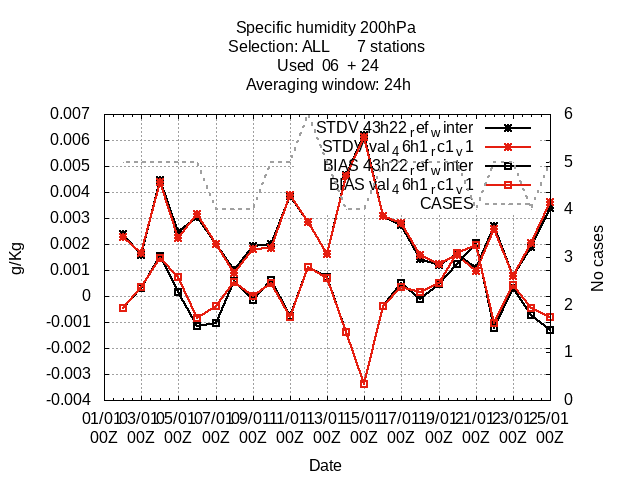 Specific humidity 200hPa
Selection: ALL 7 stations
Used 06 + 24
Averaging window: 24h
STDV 43h22_ref_winter
STDV val_46h1_rc1_v1
BIAS 43h22_ref_winter
BIAS val_46h1_rc1_v1
CASES
0.007
0.006
0.005
0.004
0.003
0.002
0.001
0
-0.001
-0.002
-0.003
-0.004
g/Kg
6
5
4
3
2
1
0
No cases
01/01 03/01 05/01 07/01 09/01 11/01 13/01 15/01 17/01 19/01 21/01 23/01 25/01
00Z 00Z 00Z 00Z 00Z 00Z 00Z 00Z 00Z 00Z 00Z 00Z 00Z
Date